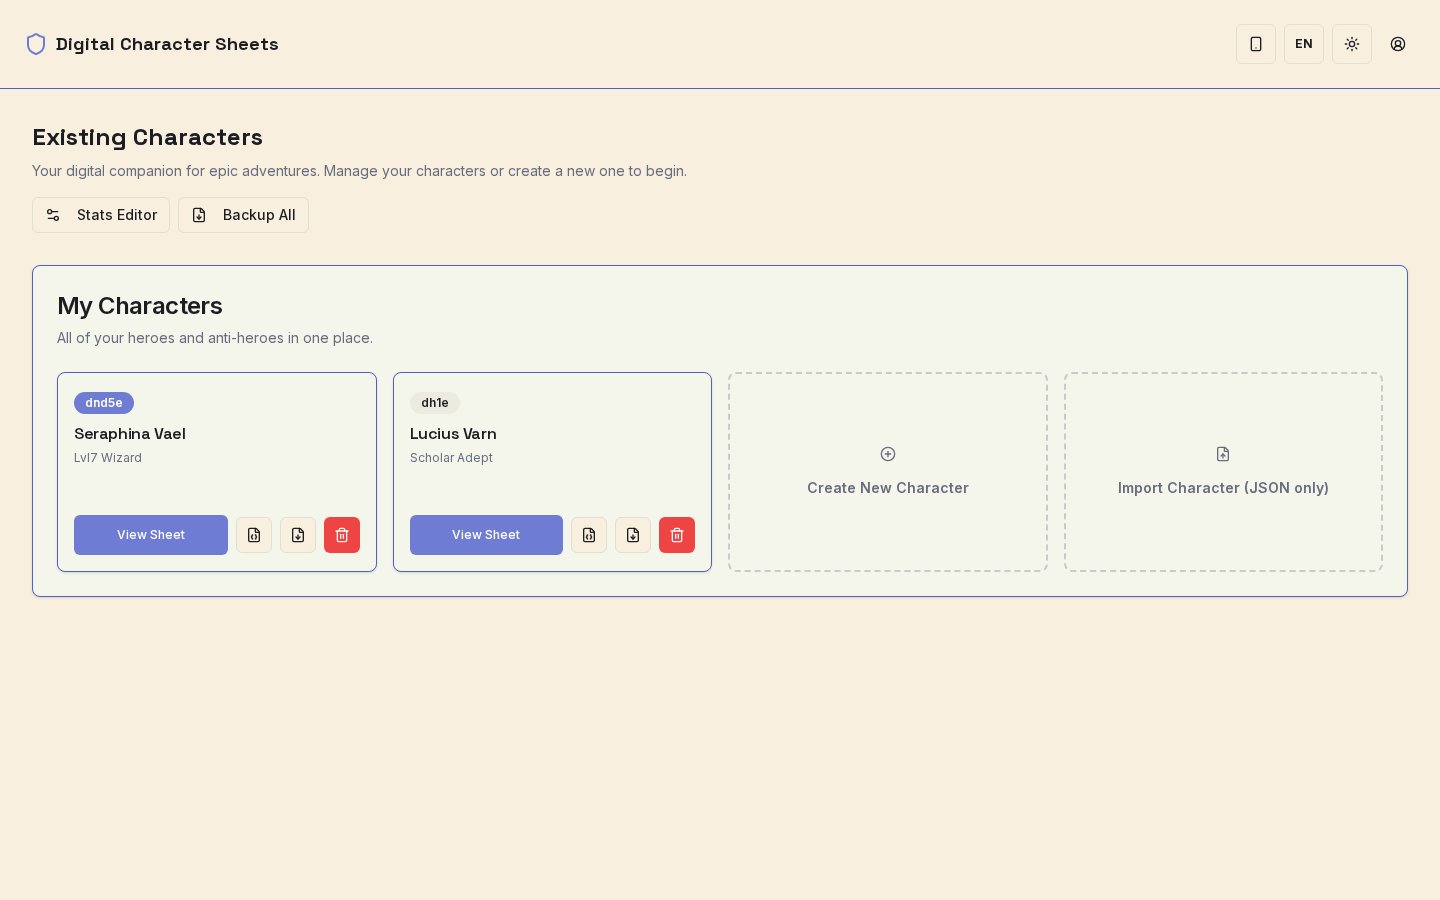 Digital Character Sheets
EN
Existing Characters
Your digital companion for epic adventures. Manage your characters or create a new one to begin.
Stats Editor
Backup All
My Characters
All of your heroes and anti-heroes in one place.
dnd5e
Seraphina Vael
Lvl7 Wizard
View Sheet
dh1e
Lucius Varn
Scholar Adept
View Sheet
Create New Character
Import Character (JSON only)